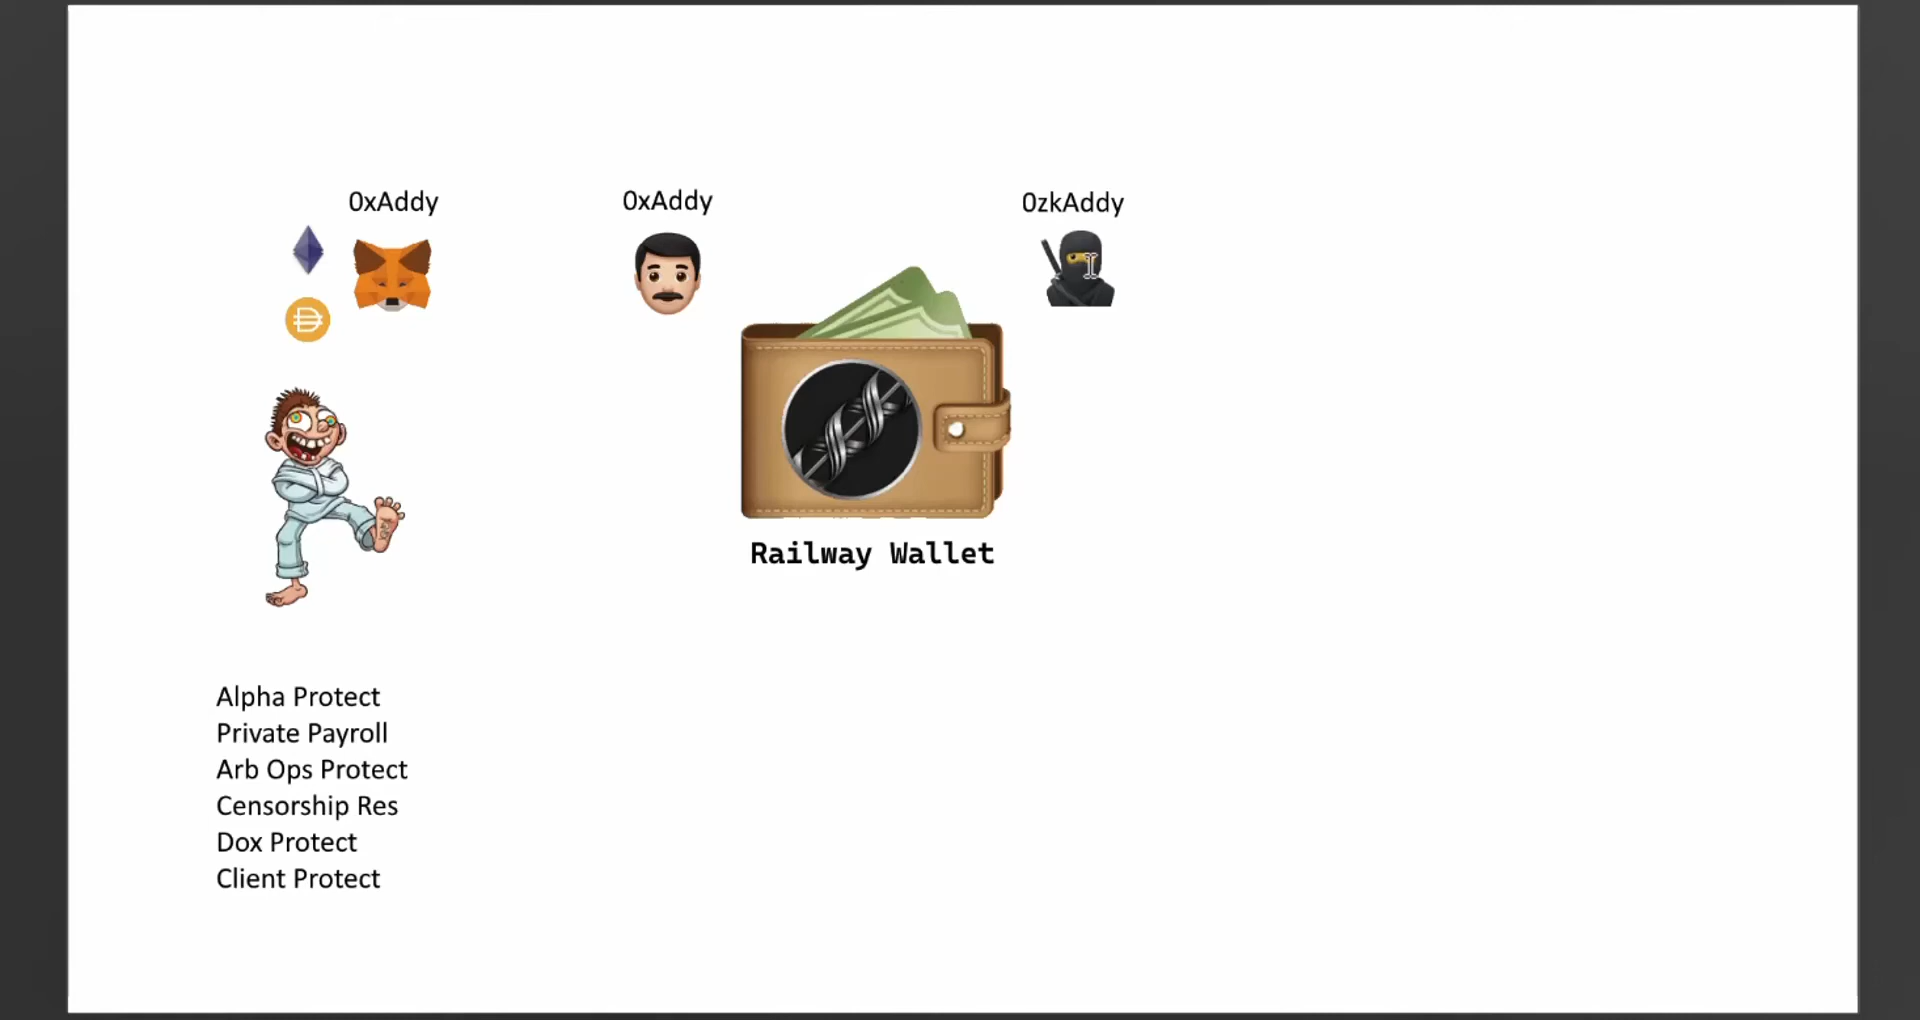 0xAddy
0xAddy
0zkAddy
Railway Wallet
Alpha Protect
Private Payroll
Arb Ops Protect
Censorship Res
Dox Protect
Client Protect